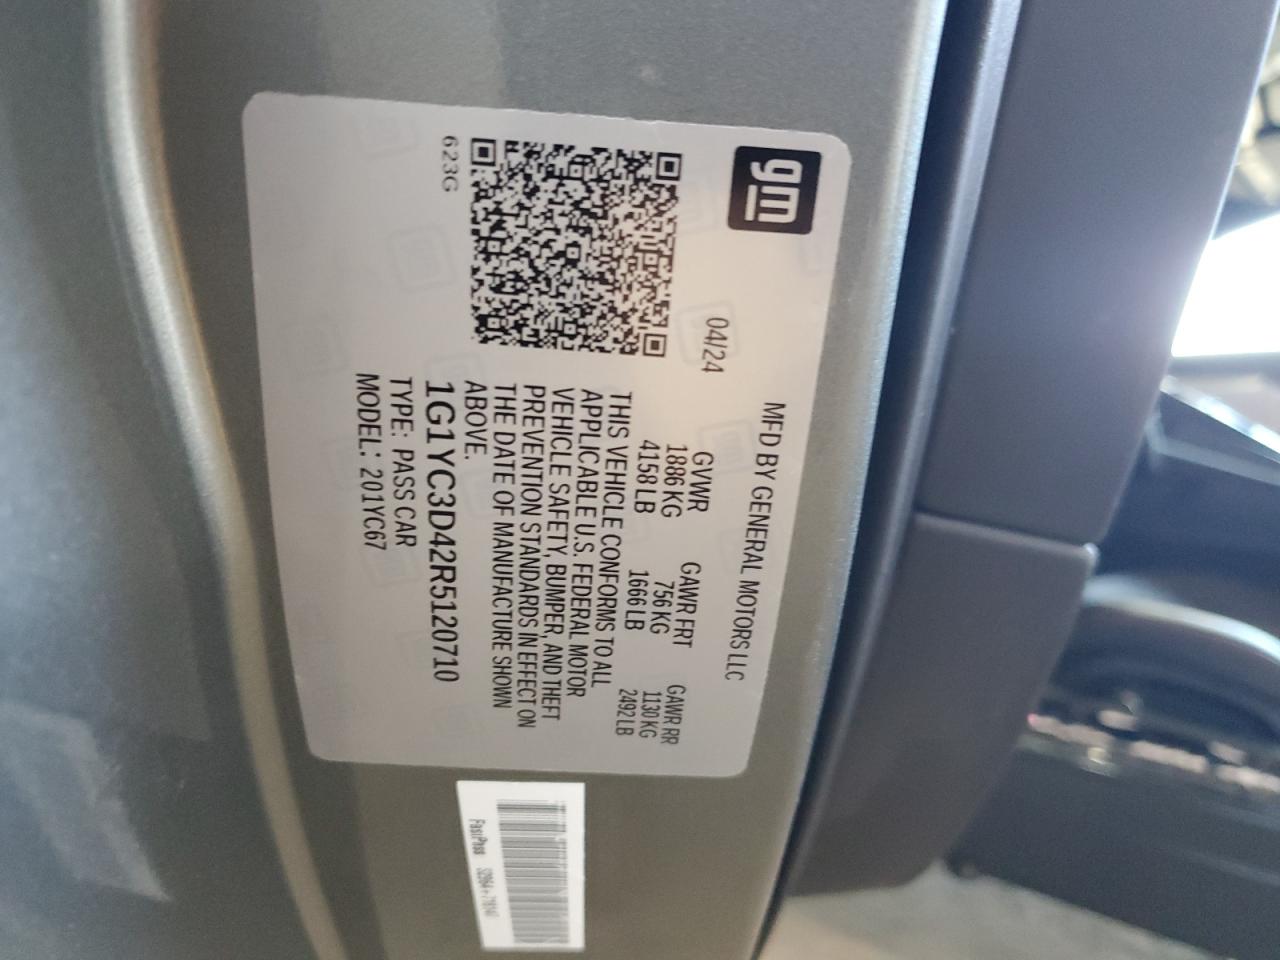 gm
MFD BY GENERAL MOTORS LLC
04/24
GVWR GAWR FRT GAWR RR
1886 KG 756 KG 1130 KG
4158 LB 1666 LB 2492 LB
THIS VEHICLE CONFORMS TO ALL
APPLICABLE U.S. FEDERAL MOTOR
VEHICLE SAFETY, BUMPER, AND THEFT
PREVENTION STANDARDS IN EFFECT ON
THE DATE OF MANUFACTURE SHOWN
ABOVE.
1G1YC3D42R5120710
TYPE: PASS CAR
MODEL: 201YC67
623G
FastPass